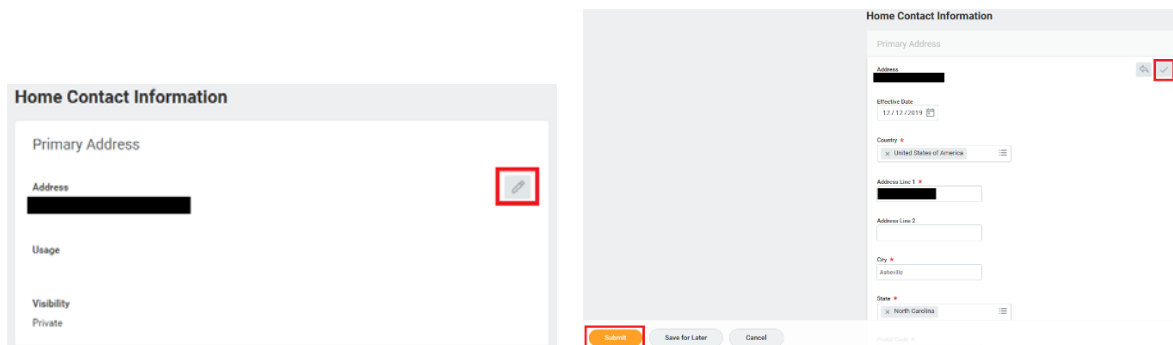 Home Contact Information
Primary Address
Address
Usage
Visibility
Private
Home Contact Information
Primary Address
Address
Effective Date
12/12/2019
Country *
× United States of America
Address Line 1 *
Address Line 2
City *
Asheville
State *
× North Carolina
Postal Code *
Submit Save for Later Cancel